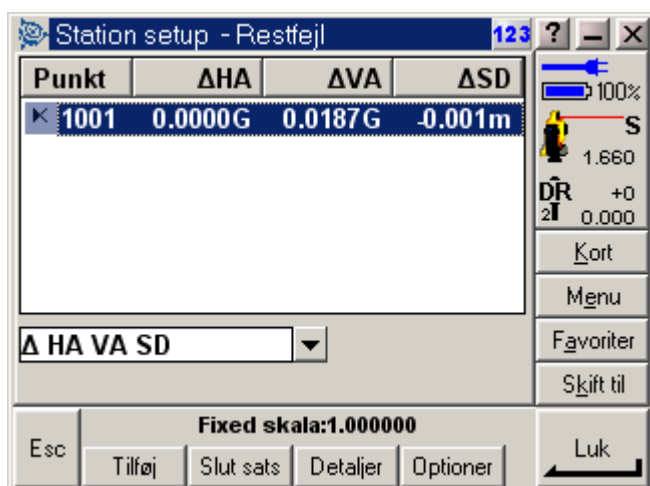 Station setup - Restfejl 123 ? – X
Punkt ΔHA ΔVA ΔSD
1001 0.0000G 0.0187G -0.001m
100%
S
1.660
DR +0
2 0.000
Kort
Menu
Favoriter
Skift til
Δ HA VA SD
Fixed skala:1.000000
Esc Tilføj Slut sats Detaljer Optioner Luk